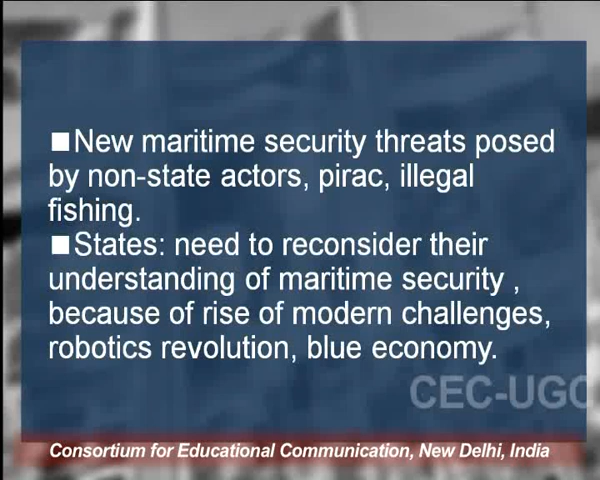 ■New maritime security threats posed
by non-state actors, pirac, illegal
fishing.
■States: need to reconsider their
understanding of maritime security ,
because of rise of modern challenges,
robotics revolution, blue economy.
CEC-UGC
Consortium for Educational Communication, New Delhi, India